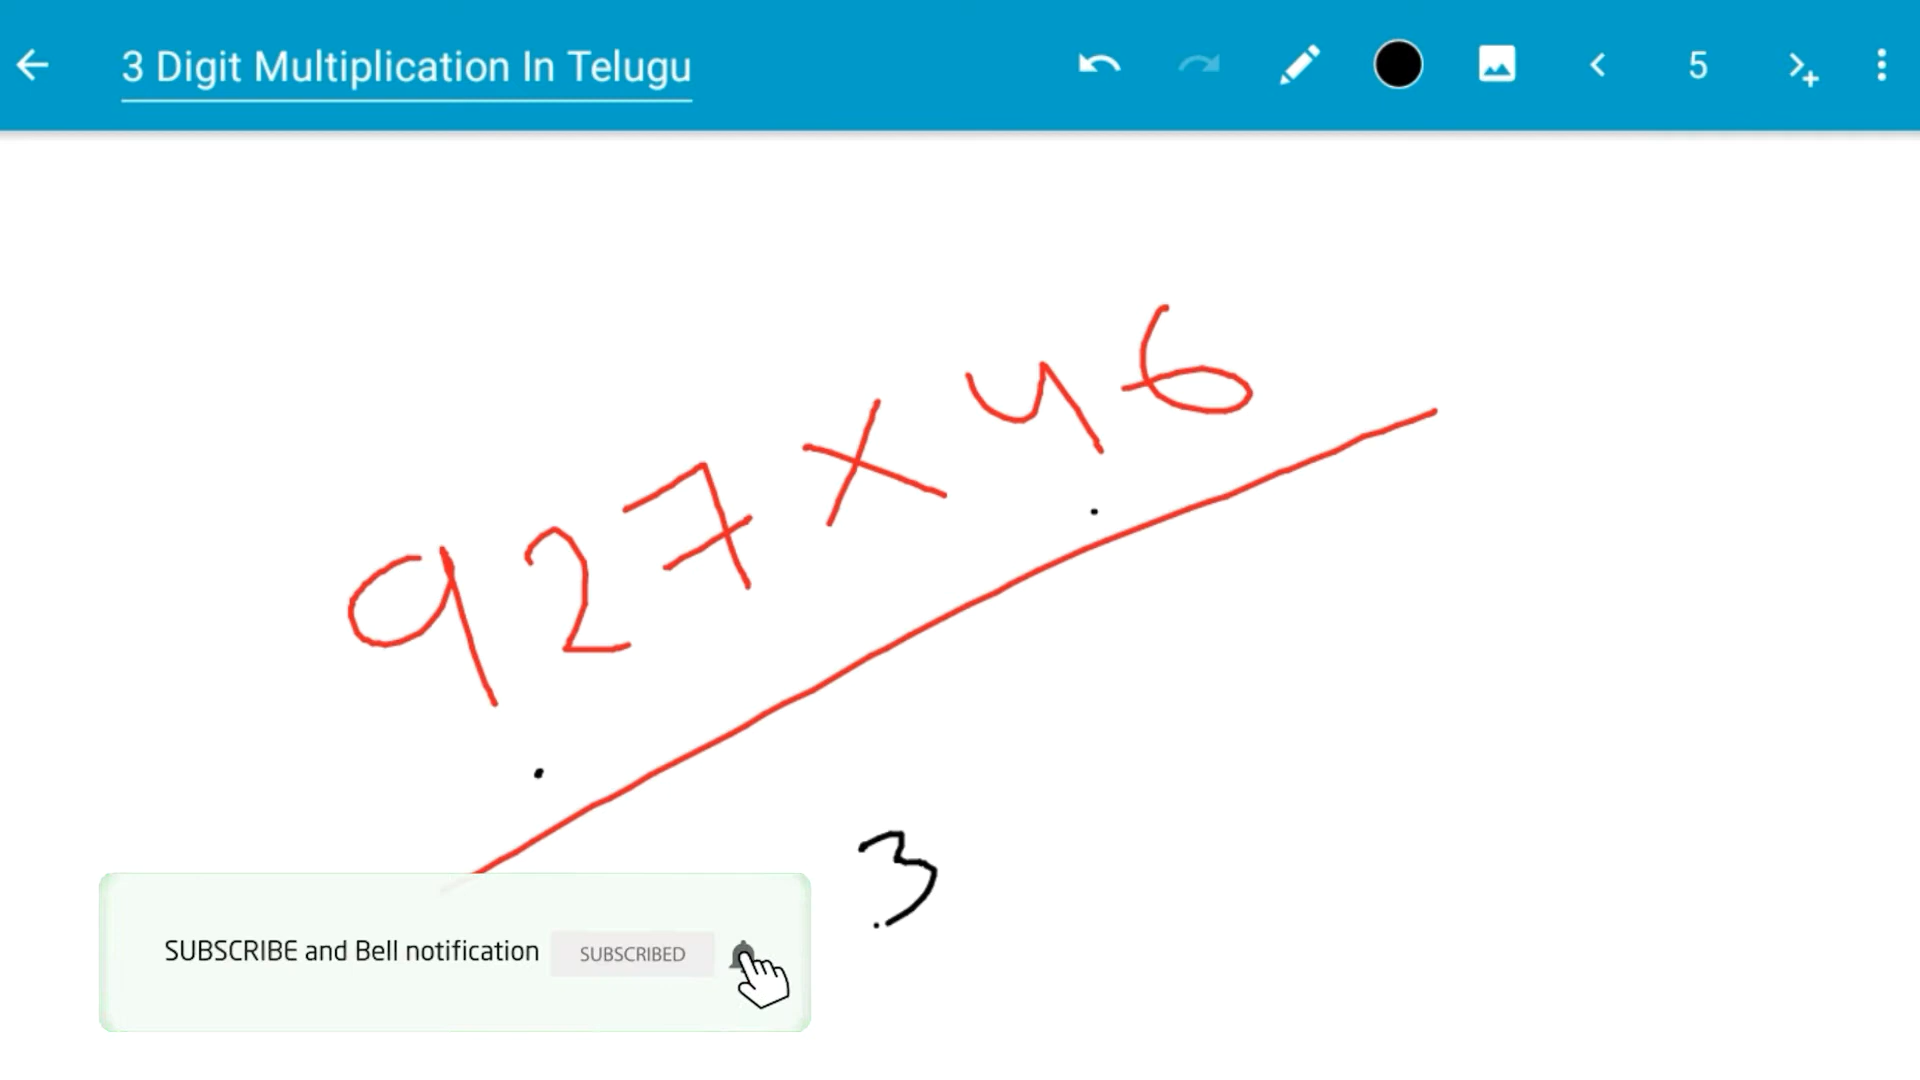 3 Digit Multiplication In Telugu
5
927 × 46
3
SUBSCRIBE and Bell notification SUBSCRIBED